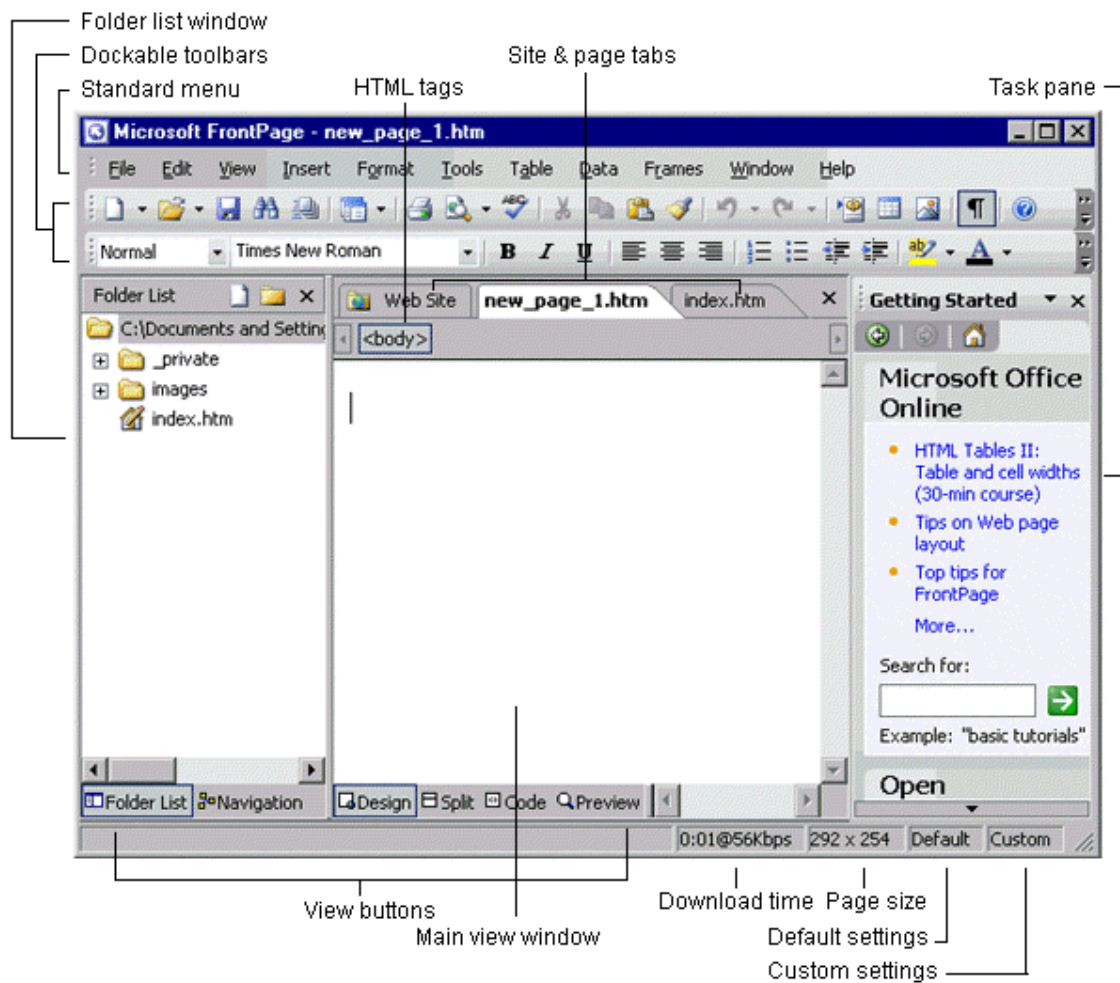 Folder list window
Dockable toolbars
Site & page tabs
Standard menu
HTML tags
Task pane
Microsoft FrontPage - new_page_1.htm
File Edit View Insert Format Tools Table Data Frames Window Help
ABC
Normal Times New Roman B I U ab A
Folder List
Web Site new_page_1.htm index.htm
Getting Started
C:\Documents and Setting
<body>
_private
images
index.htm
Microsoft Office
Online
HTML Tables II:
Table and cell widths
(30-min course)
Tips on Web page
layout
Top tips for
FrontPage
More...
Search for:
Example: "basic tutorials"
Open
Folder List Navigation Design Split Code Preview
0:01@56Kbps 292 x 254 Default Custom
View buttons
Main view window
Download time Page size
Default settings
Custom settings